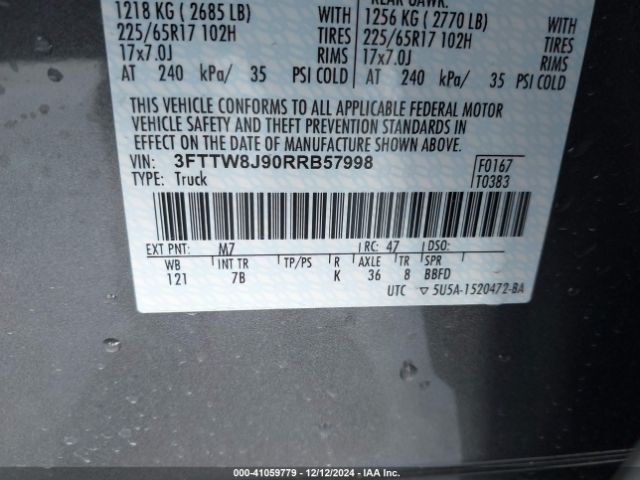 REAR GAWR:
1218 KG ( 2685 LB) WITH 1256 KG ( 2770 LB) WITH
225/65R17 102H TIRES 225/65R17 102H TIRES
17x7.0J RIMS 17x7.0J RIMS
AT 240 kPa/ 35 PSI COLD AT 240 kPa/ 35 PSI COLD
THIS VEHICLE CONFORMS TO ALL APPLICABLE FEDERAL MOTOR
VEHICLE SAFETY AND THEFT PREVENTION STANDARDS IN
EFFECT ON THE DATE OF MANUFACTURE SHOWN ABOVE.
VIN: 3FTTW8J90RRB57998 F0167
TYPE: Truck T0383
EXT PNT: M7 RC: 47 DSO:
WB INT TR TP/PS R AXLE TR SPR
121 7B K 36 8 BBFD
UTC ▽ 5U5A-1520472-BA
000-41059779 - 12/12/2024 - IAA Inc.